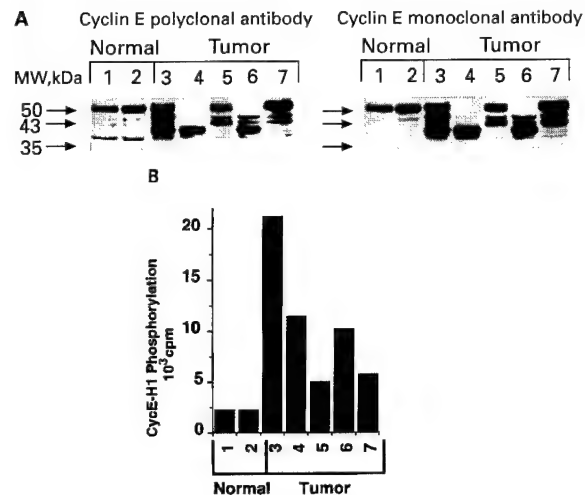 A
Cyclin E polyclonal antibody
Cyclin E monoclonal antibody
Normal Tumor
Normal Tumor
MW,kDa 1 2 3 4 5 6 7
1 2 3 4 5 6 7
50
43
35
B
CycE-H1 Phosphorylation
10³cpm
20
15
10
5
0
1 2 3 4 5 6 7
Normal Tumor